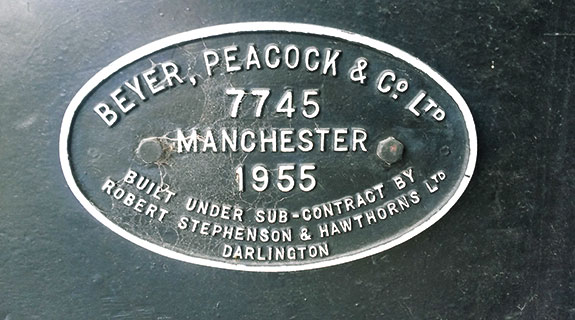 BEYER, PEACOCK & Co LTD
7745
MANCHESTER
1955
BUILT UNDER SUB-CONTRACT BY
ROBERT STEPHENSON & HAWTHORNS LTD
DARLINGTON